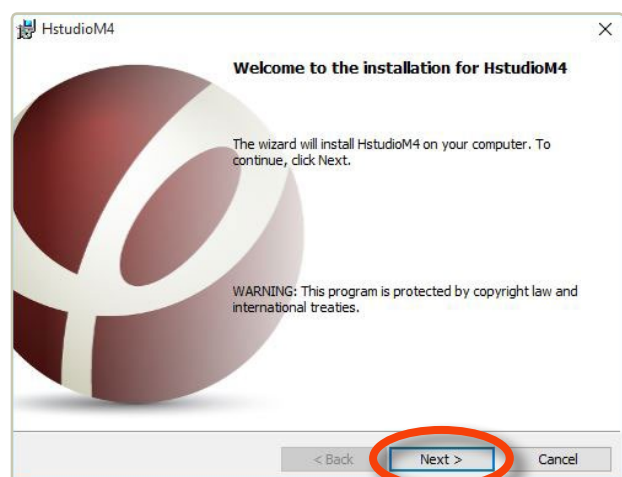 HstudioM4
Welcome to the installation for HstudioM4
The wizard will install HstudioM4 on your computer. To
continue, click Next.
WARNING: This program is protected by copyright law and
international treaties.
< Back Next > Cancel